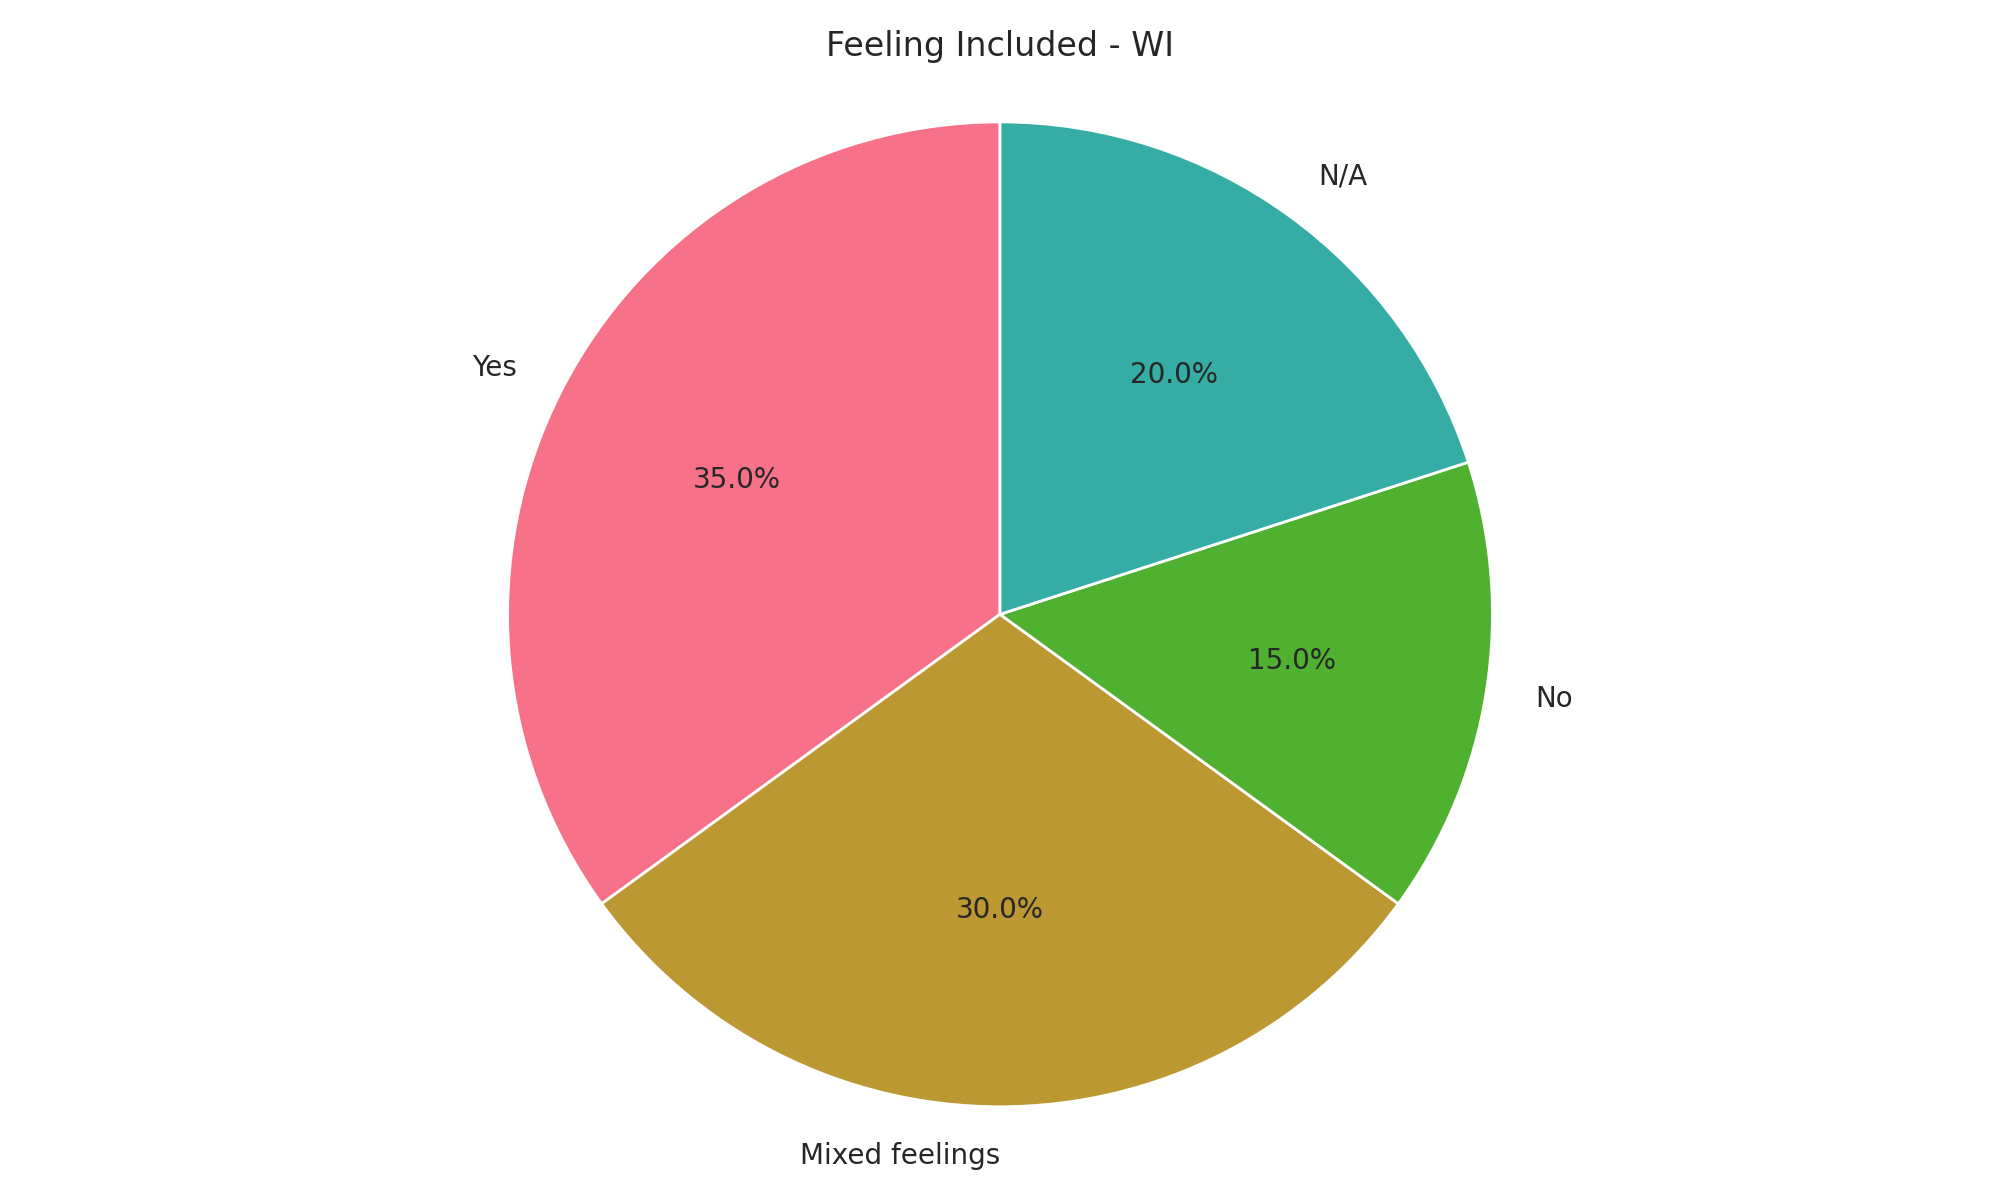 Feeling Included - WI
N/A
Yes
20.0%
35.0%
15.0%
No
30.0%
Mixed feelings